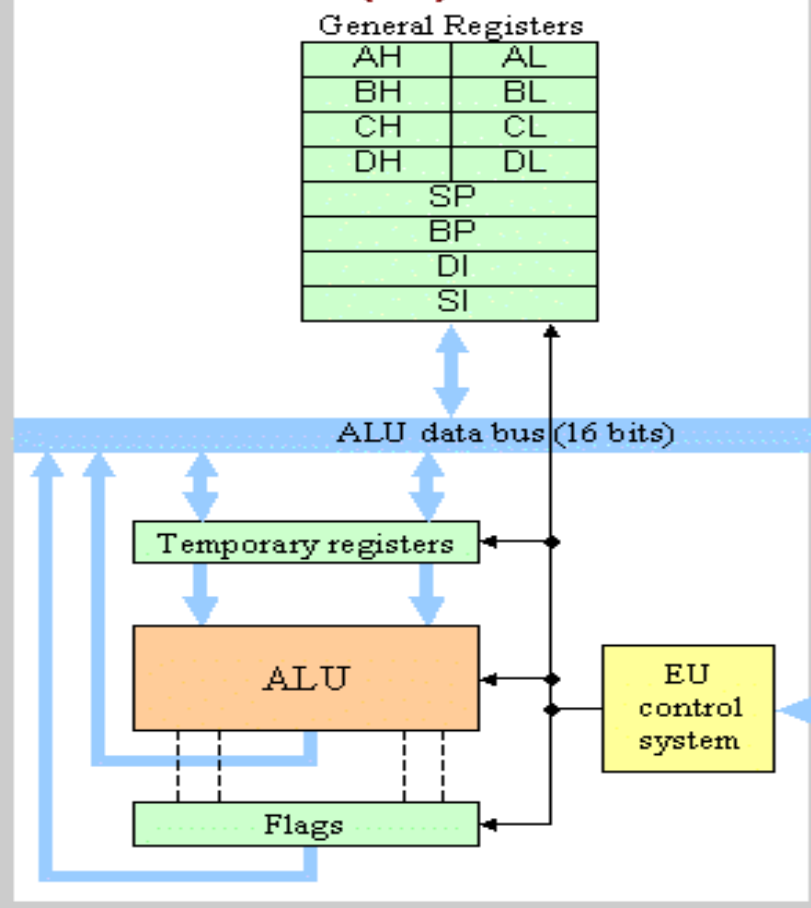 General Registers
AH AL
BH BL
CH CL
DH DL
SP
BP
DI
SI
ALU data bus (16 bits)
Temporary registers
ALU
EU
control
system
Flags